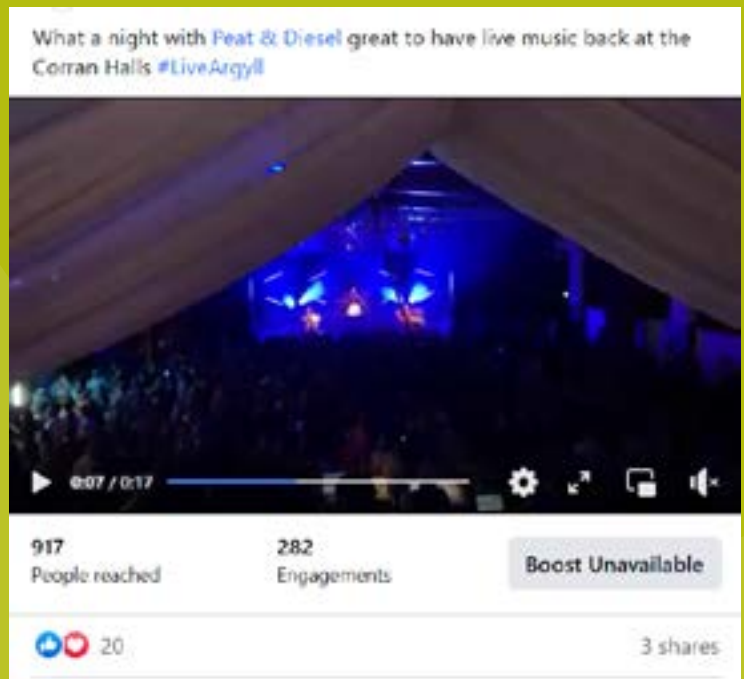 What a night with Peat & Diesel great to have live music back at the
Corran Halls #LiveArgyll
0:07 / 0:17
917
People reached
282
Engagements
Boost Unavailable
20
3 shares